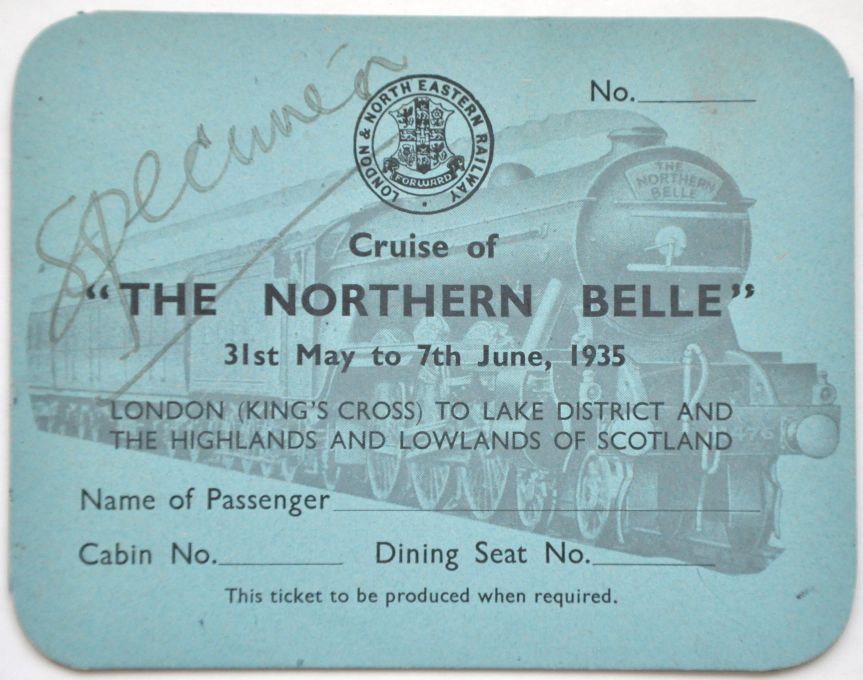 Specimen
No.
LONDON & NORTH EASTERN RAILWAY
FORWARD
THE
NORTHERN
BELLE
Cruise of
"THE NORTHERN BELLE"
31st May to 7th June, 1935
LONDON (KING'S CROSS) TO LAKE DISTRICT AND
THE HIGHLANDS AND LOWLANDS OF SCOTLAND
Name of Passenger
Cabin No. Dining Seat No.
This ticket to be produced when required.